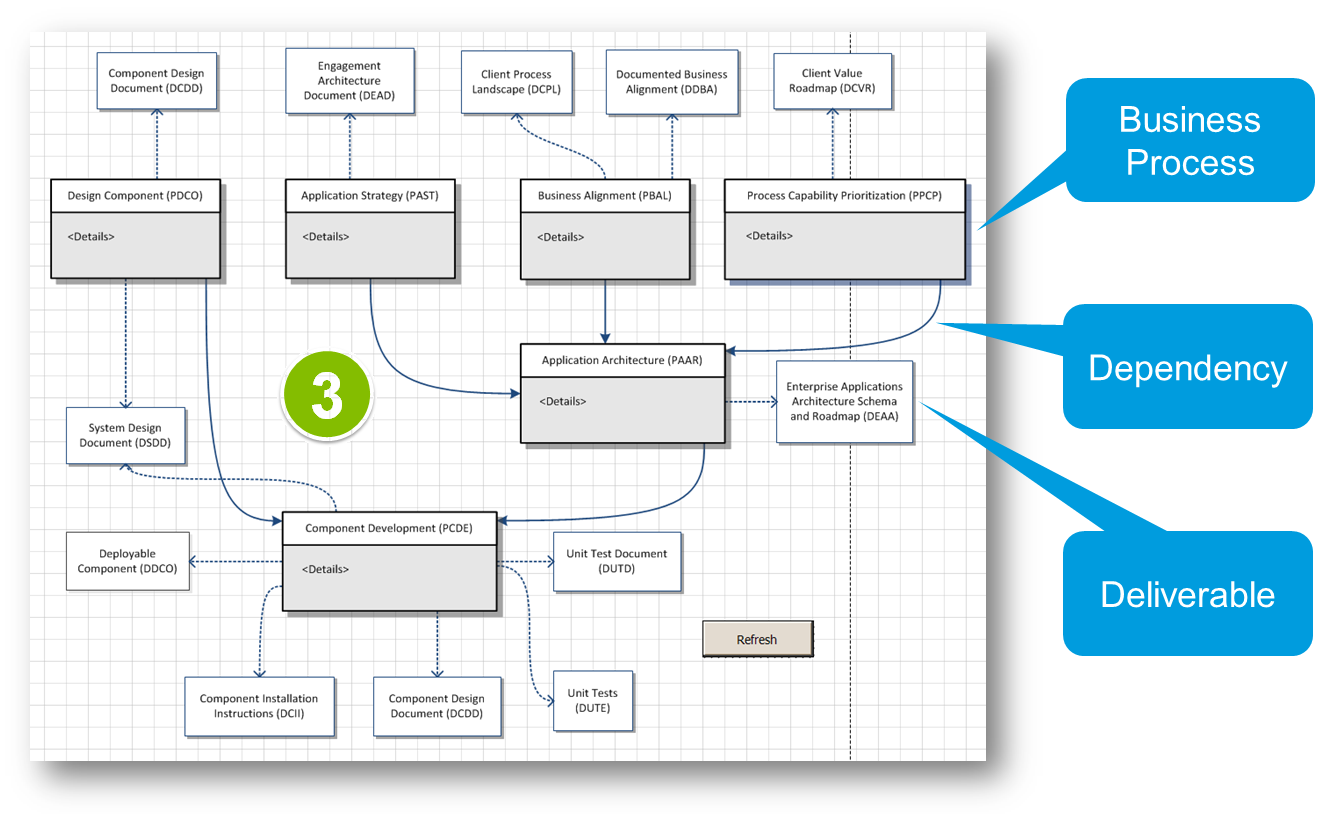 Component Design
Document (DCDD)
Engagement
Architecture
Document (DEAD)
Client Process
Landscape (DCPL)
Documented Business
Alignment (DDBA)
Client Value
Roadmap (DCVR)
Business
Process
Design Component (PDCO)
<Details>
Application Strategy (PAST)
<Details>
Business Alignment (PBAL)
<Details>
Process Capability Prioritization (PPCP)
<Details>
Dependency
3
Application Architecture (PAAR)
<Details>
Enterprise Applications
Architecture Schema
and Roadmap (DEAA)
System Design
Document (DSDD)
Component Development (PCDE)
<Details>
Deployable
Component (DDCO)
Unit Test Document
(DUTD)
Deliverable
Refresh
Component Installation
Instructions (DCII)
Component Design
Document (DCDD)
Unit Tests
(DUTE)